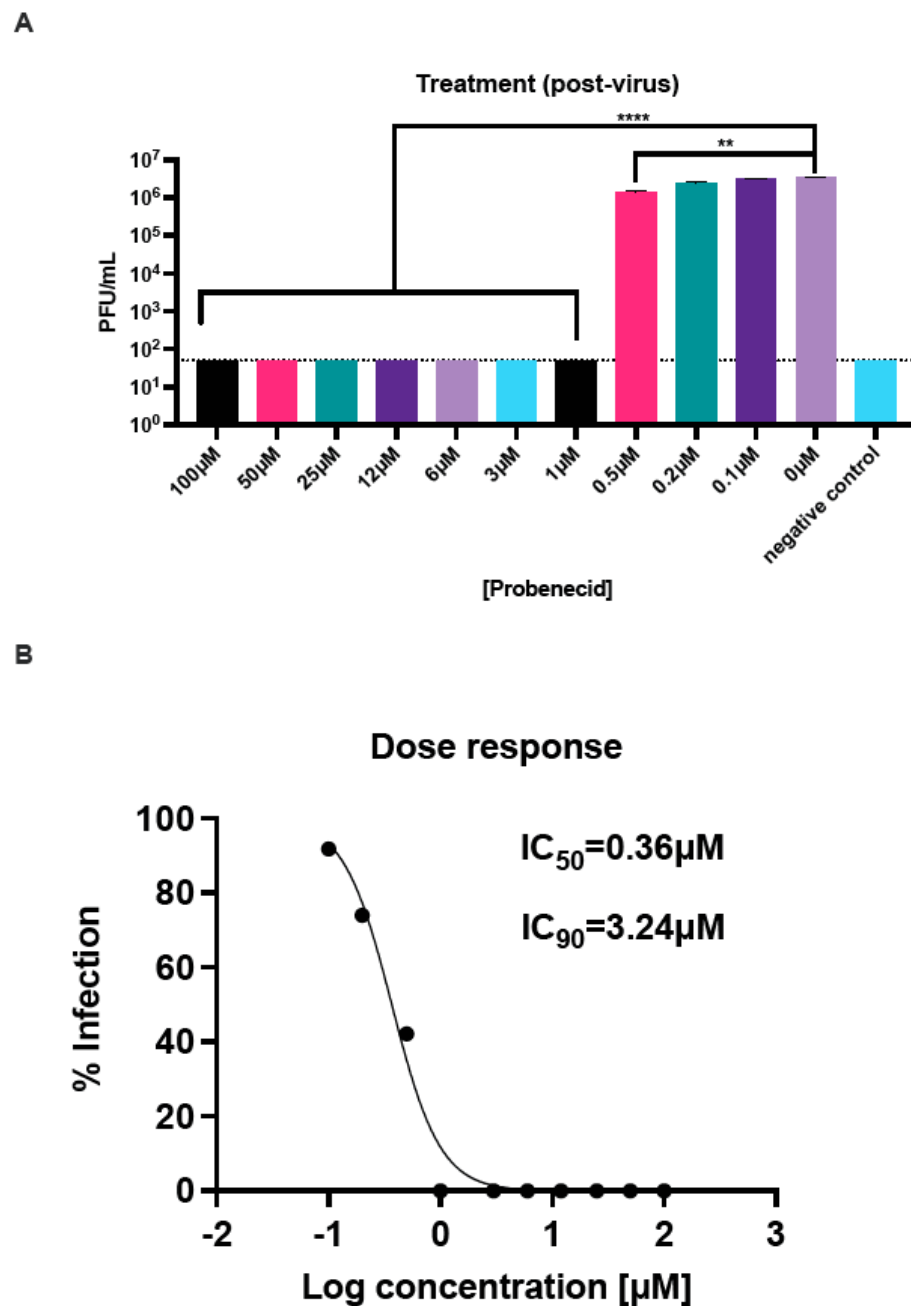 A
Treatment (post-virus)
****
**
10⁷
10⁶
10⁵
10⁴
10³
10²
10¹
10⁰
PFU/mL
100µM
50µM
25µM
12µM
6µM
3µM
1µM
0.5µM
0.2µM
0.1µM
0µM
negative control
[Probenecid]
B
Dose response
IC₅₀=0.36µM
IC₉₀=3.24µM
100
80
60
40
20
0
% Infection
-2
-1
0
1
2
3
Log concentration [µM]